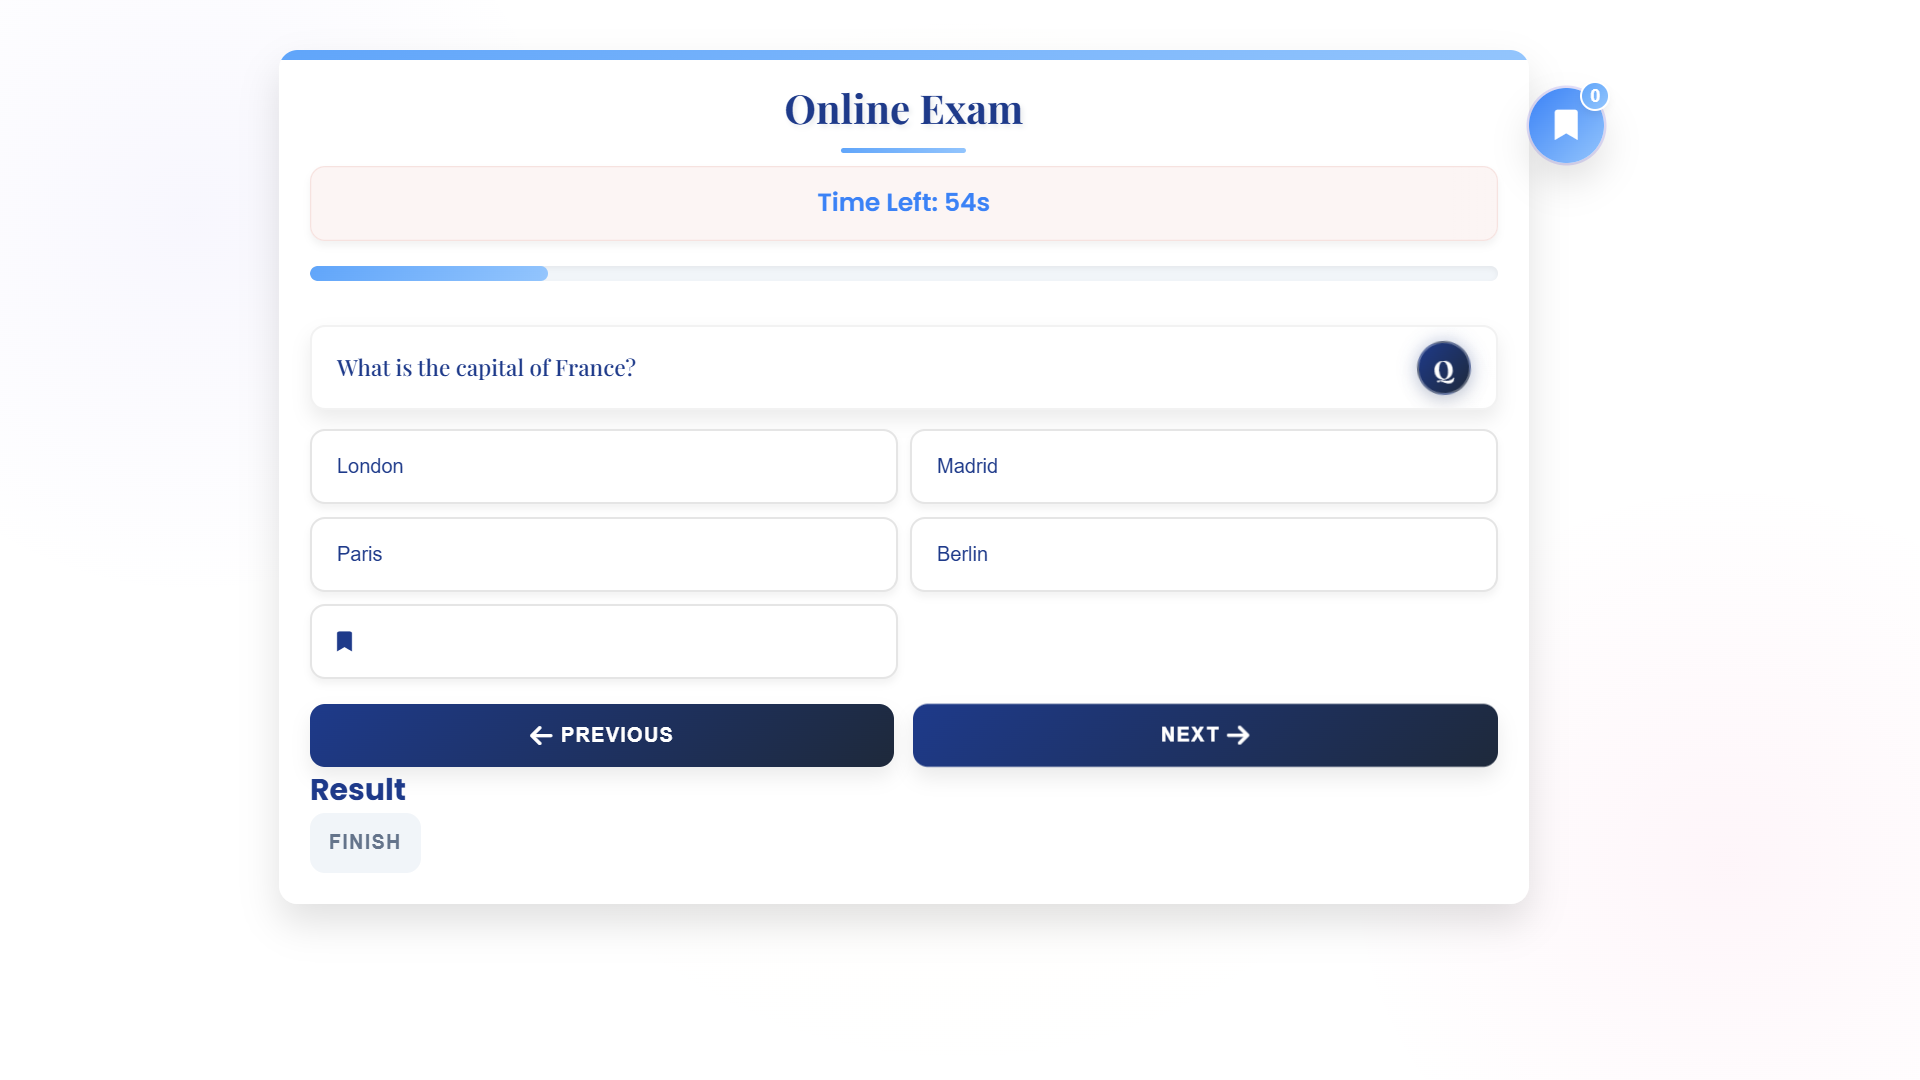 Online Exam
0
Time Left: 54s
What is the capital of France?
Q
London
Madrid
Paris
Berlin
PREVIOUS
NEXT
Result
FINISH